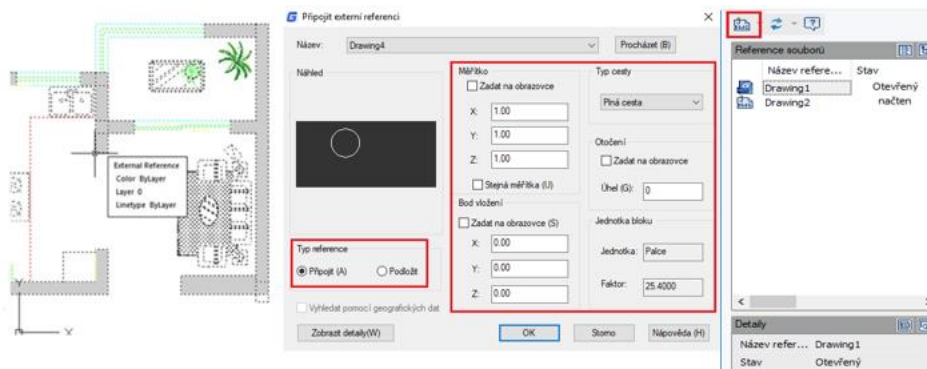 External Reference
Color ByLayer
Layer 0
Linetype ByLayer
X
Připojit externí referenci
Název:
Drawing4
Procházet (B)
Náhled
Typ reference
Připojit (A)
Podložit
Vyhledat pomocí geografických dat
Zobrazit detaily(W)
Měřítko
Zadat na obrazovce
X: 1.00
Y: 1.00
Z: 1.00
Stejná měřítka (U)
Bod vložení
Zadat na obrazovce (S)
X: 0.00
Y: 0.00
Z: 0.00
Typ cesty
Plná cesta
Otočení
Zadat na obrazovce
Úhel (G): 0
Jednotka bloku
Jednotka: Palce
Faktor: 25.4000
OK
Storno
Nápověda (H)
Reference souborů
Název refere... Stav
Drawing1 Otevřený
Drawing2 načten
Detaily
Název refer... Drawing1
Stav Otevřený